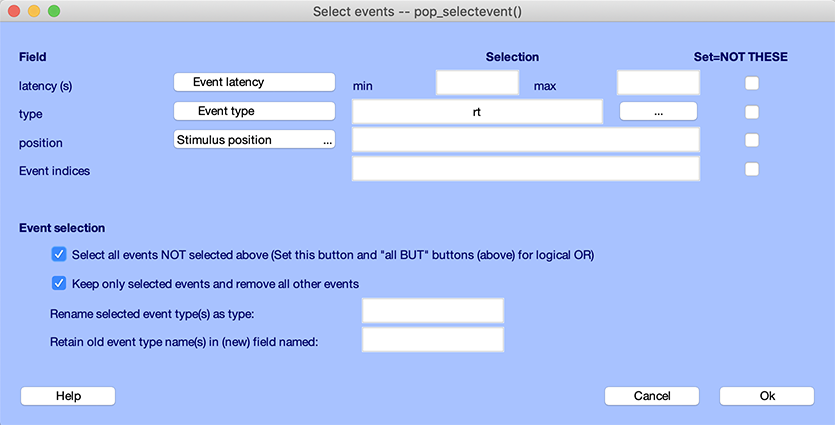 Select events -- pop_selectevent()
Field Selection Set=NOT THESE
latency (s) Event latency min max
type Event type rt ...
position Stimulus position ...
Event indices
Event selection
Select all events NOT selected above (Set this button and "all BUT" buttons (above) for logical OR)
Keep only selected events and remove all other events
Rename selected event type(s) as type:
Retain old event type name(s) in (new) field named:
Help Cancel Ok